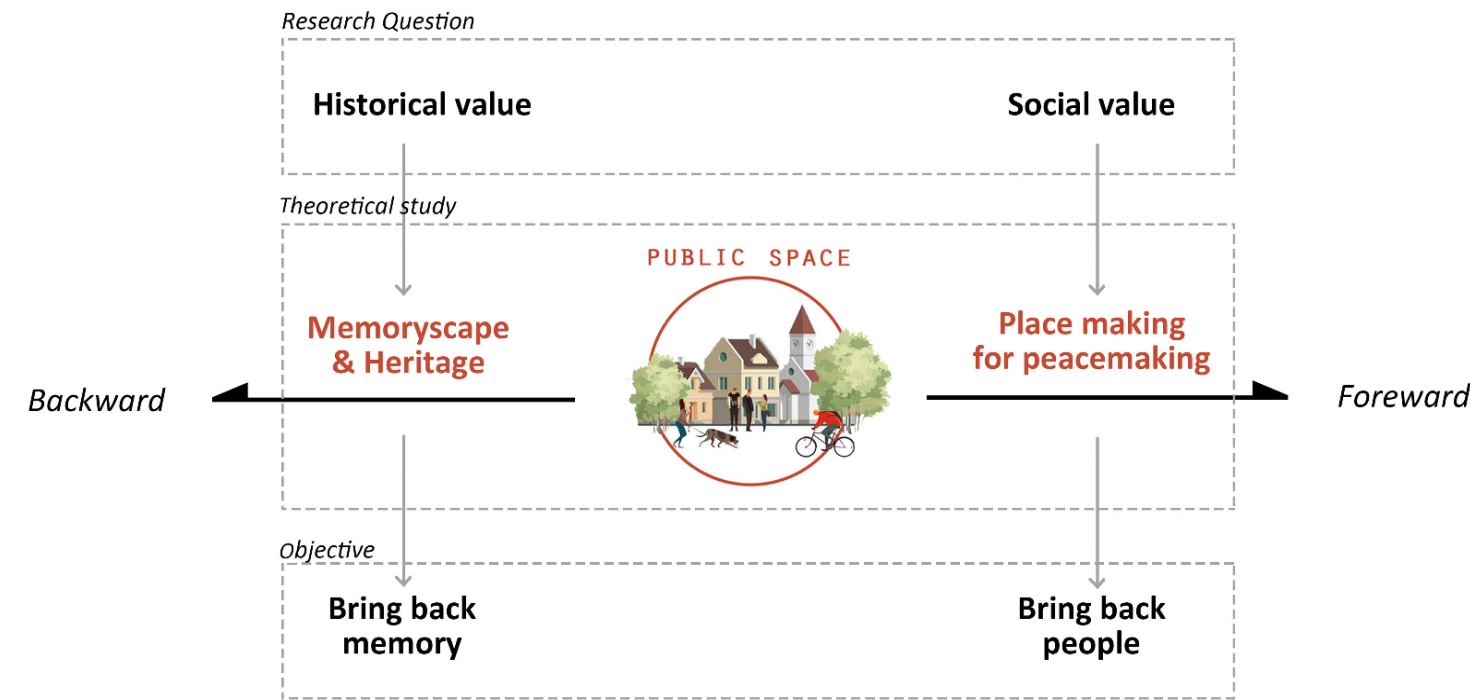 Research Question
Historical value
Social value
Theoretical study
PUBLIC SPACE
Memoryscape
& Heritage
Place making
for peacemaking
Backward
Foreward
Objective
Bring back
memory
Bring back
people